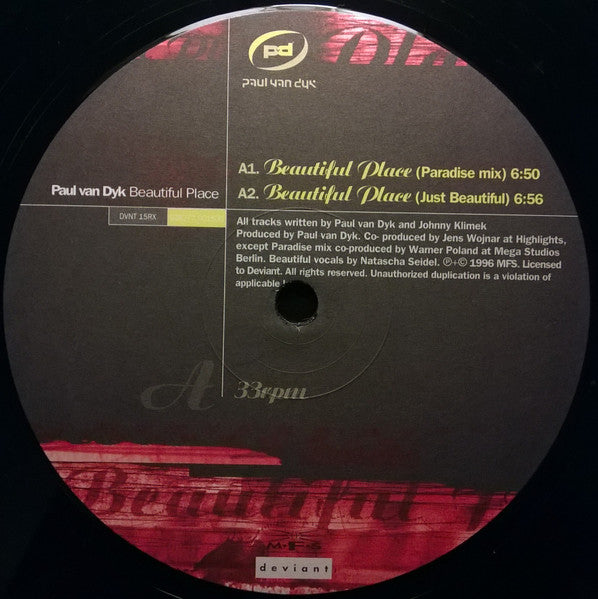 pd
paul van dyk
A1. Beautiful Place (Paradise mix) 6:50
A2. Beautiful Place (Just Beautiful) 6:56
Paul van Dyk Beautiful Place
DVNT 15RX
All tracks written by Paul van Dyk and Johnny Klimek
Produced by Paul van Dyk. Co- produced by Jens Wojnar at Highlights,
except Paradise mix co-produced by Warner Poland at Mega Studios
Berlin. Beautiful vocals by Natascha Seidel. ℗+© 1996 MFS. Licensed
to Deviant. All rights reserved. Unauthorized duplication is a violation of
applicable
A 33rpm
Beautiful
M·F·S
deviant